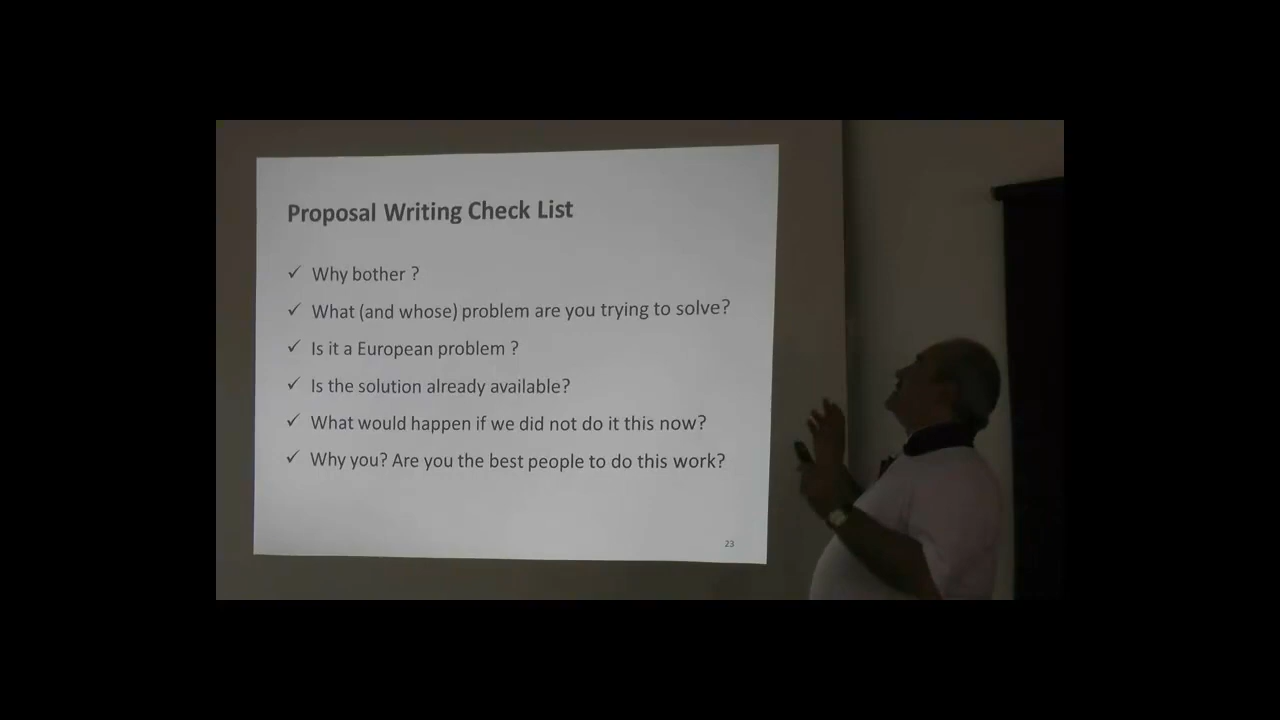 Proposal Writing Check List
✓ Why bother ?
✓ What (and whose) problem are you trying to solve?
✓ Is it a European problem ?
✓ Is the solution already available?
✓ What would happen if we did not do it this now?
✓ Why you? Are you the best people to do this work?
23